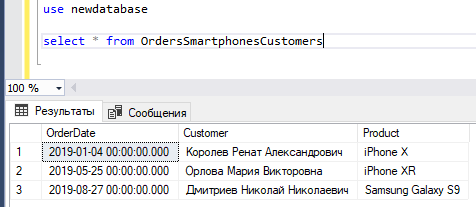 use newdatabase
select * from OrdersSmartphonesCustomers
100 %
Результаты Сообщения
OrderDate Customer Product
1 2019-01-04 00:00:00.000 Королев Ренат Александрович iPhone X
2 2019-05-25 00:00:00.000 Орлова Мария Викторовна iPhone XR
3 2019-08-27 00:00:00.000 Дмитриев Николай Николаевич Samsung Galaxy S9